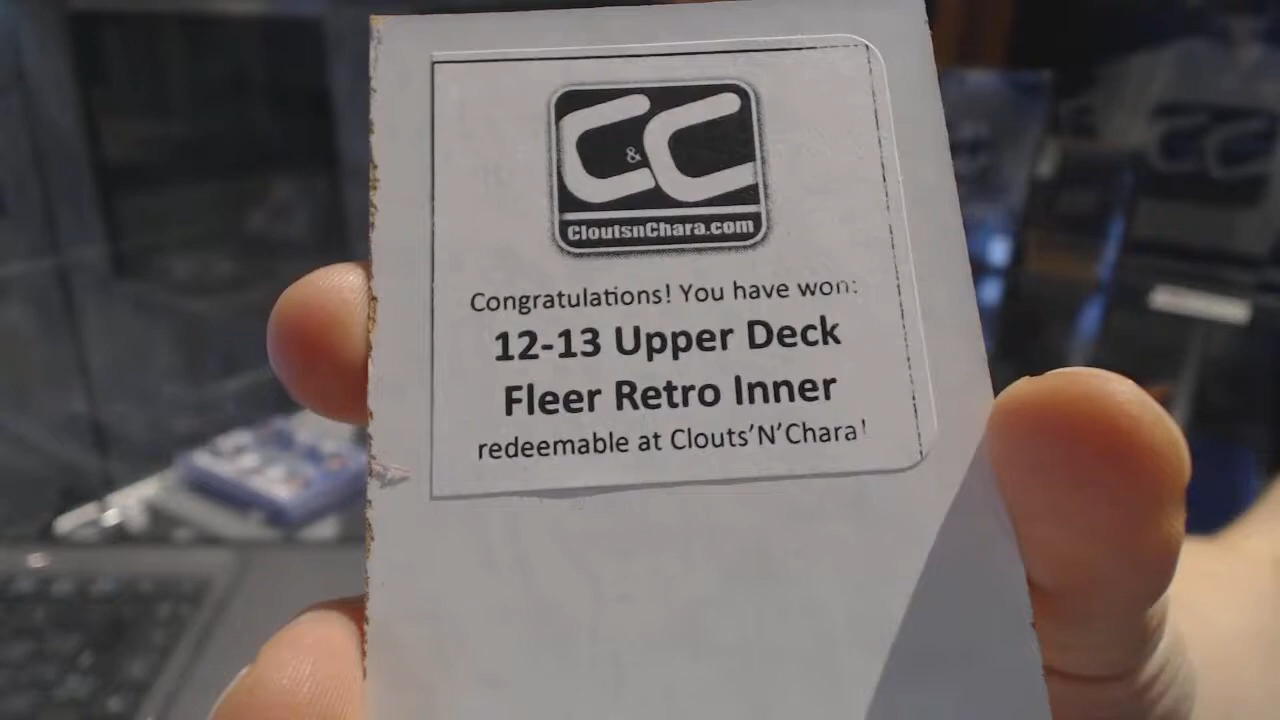 C&C
CloutsnChara.com
Congratulations! You have won:
12-13 Upper Deck
Fleer Retro Inner
redeemable at Clouts'N'Chara!